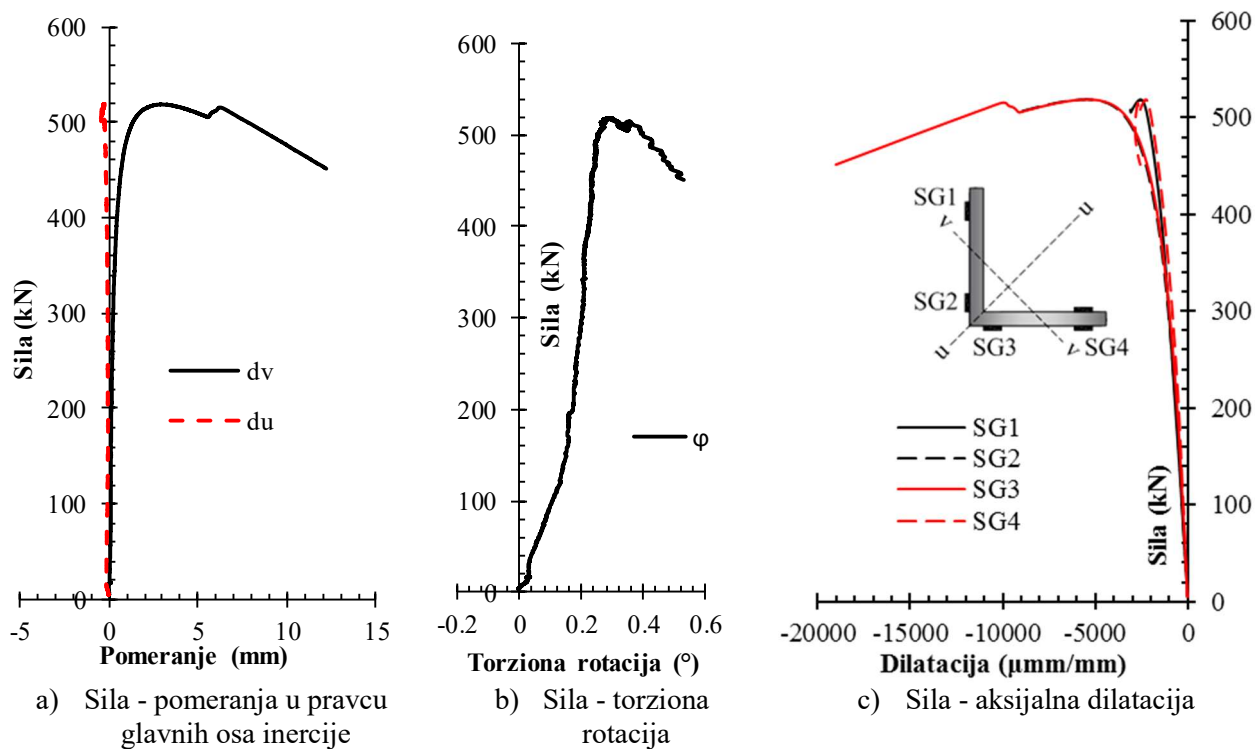 600
500
400
300
200
100
0
-5
0
5
10
15
Sila (kN)
dv
du
Pomeranje (mm)
a) Sila - pomeranja u pravcu
glavnih osa inercije
600
500
400
300
200
100
0
-0.2
0
0.2
0.4
0.6
Sila (kN)
φ
Torziona rotacija (°)
b) Sila - torziona
rotacija
600
500
400
300
200
100
0
-20000
-15000
-10000
-5000
0
Sila (kN)
SG1
v
u
SG2
u
SG3
v
SG4
SG1
SG2
SG3
SG4
Dilatacija (µmm/mm)
c) Sila - aksijalna dilatacija